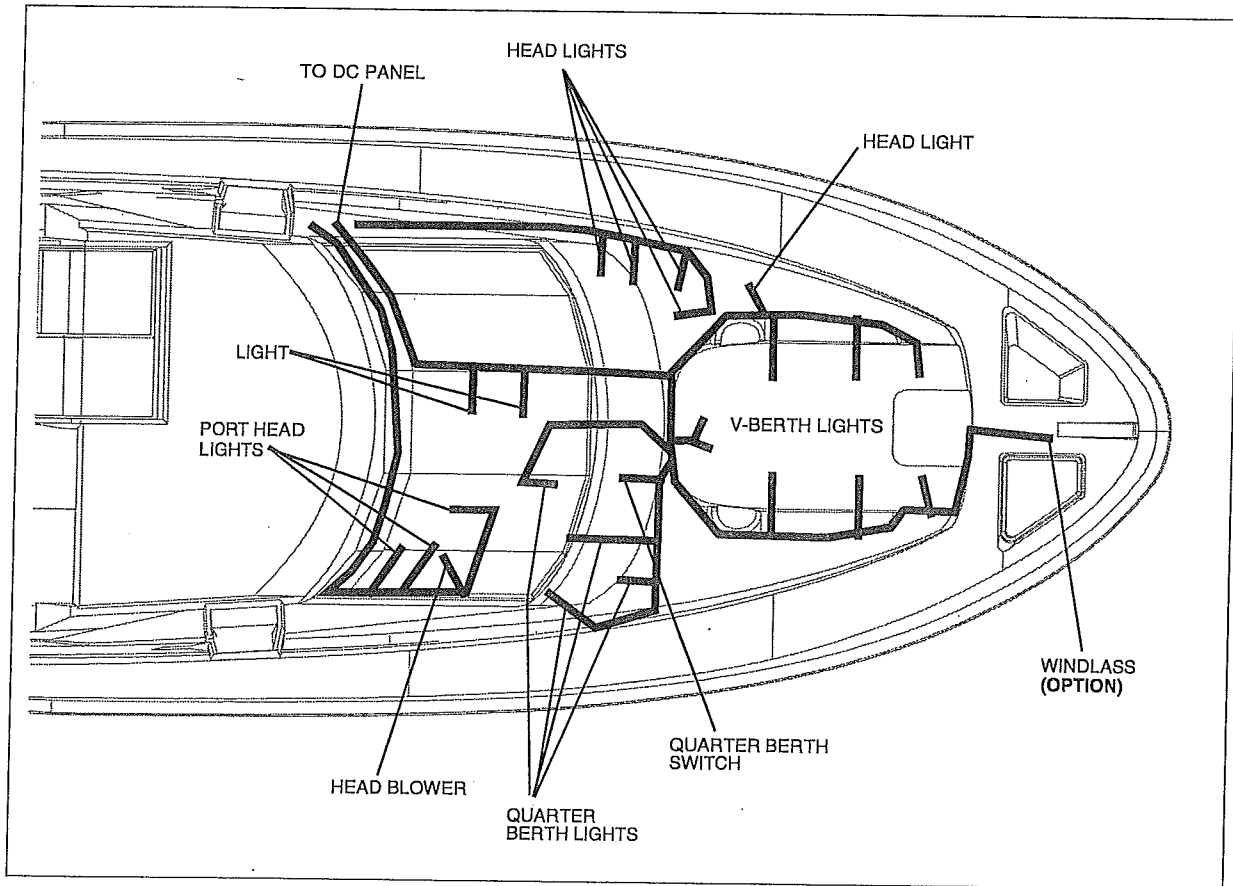 HEAD LIGHTS
TO DC PANEL
HEAD LIGHT
LIGHT
V-BERTH LIGHTS
PORT HEAD
LIGHTS
WINDLASS
(OPTION)
QUARTER BERTH
SWITCH
HEAD BLOWER
QUARTER
BERTH LIGHTS